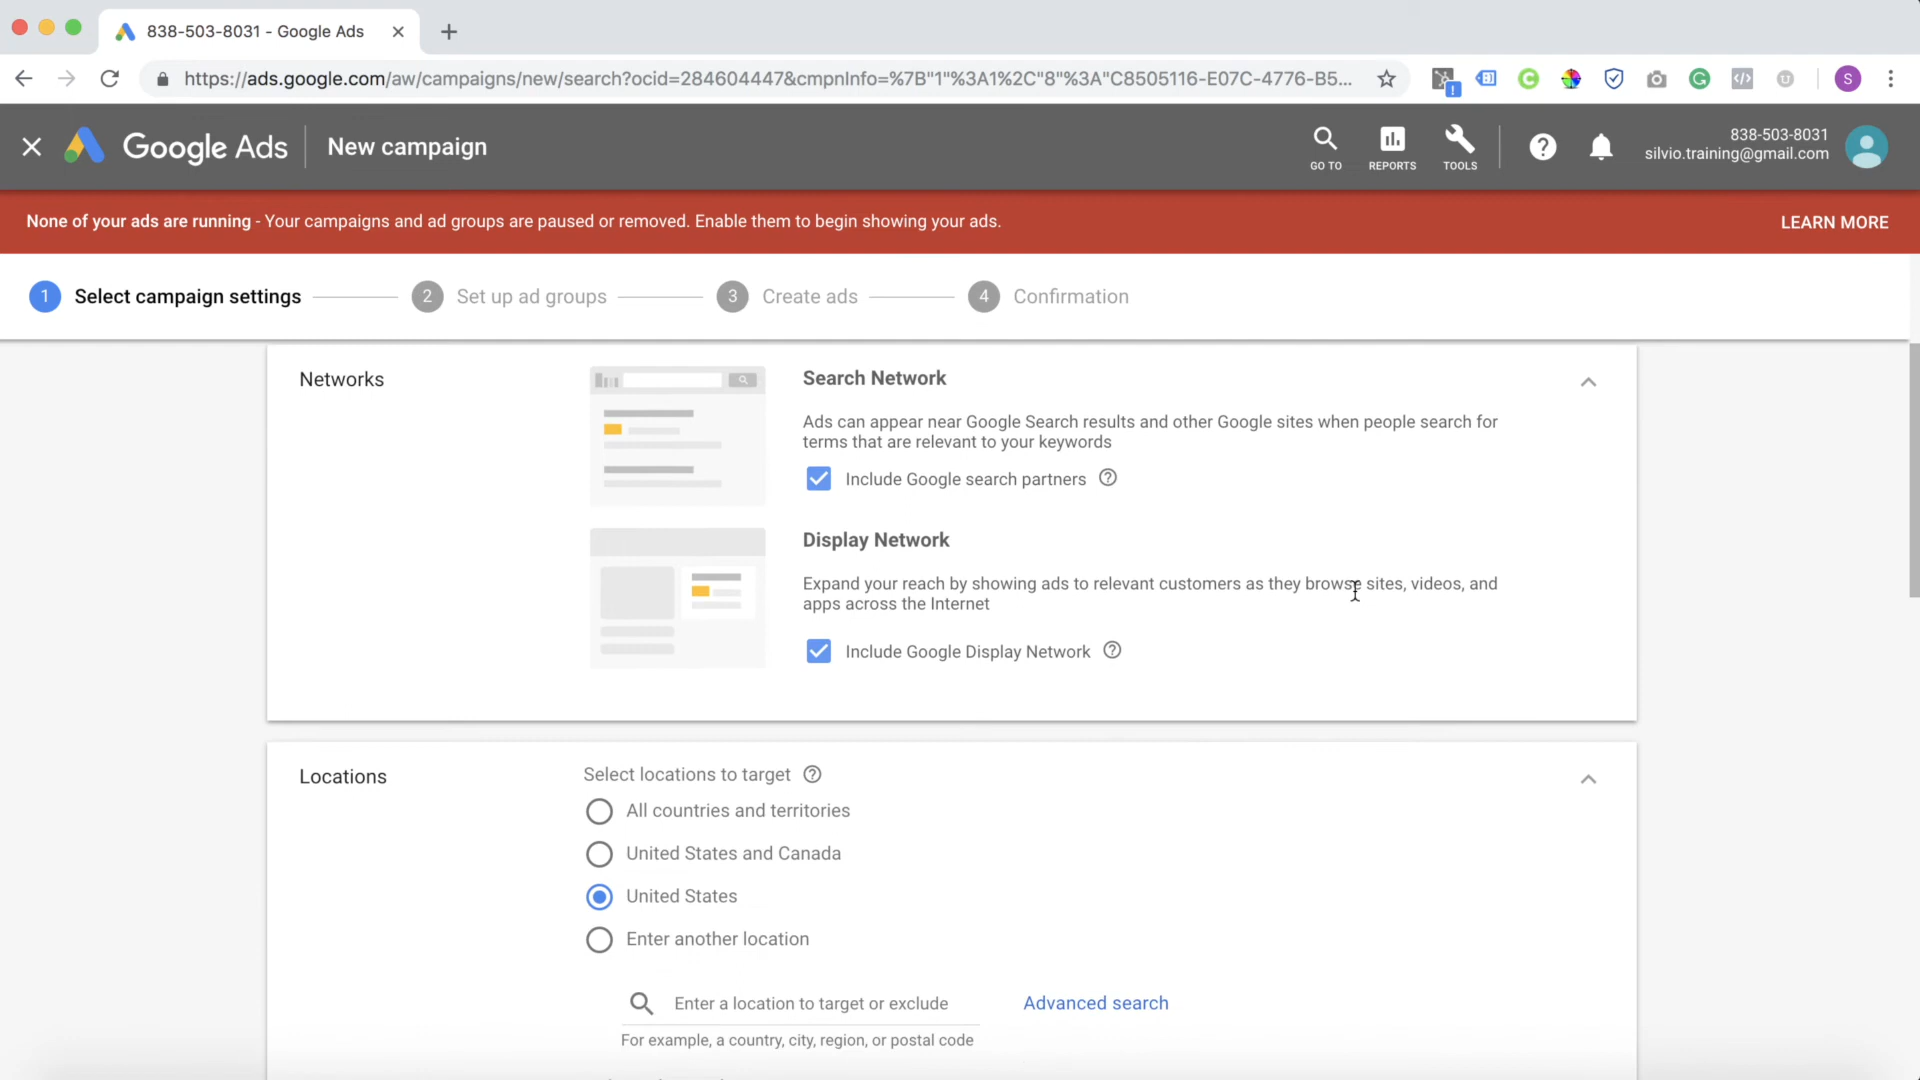 838-503-8031 - Google Ads
https://ads.google.com/aw/campaigns/new/search?ocid=284604447&cmpnInfo=%7B"1"%3A1%2C"8"%3A"C8505116-E07C-4776-B5...
S
Google Ads
New campaign
GO TO
REPORTS
TOOLS
838-503-8031
silvio.training@gmail.com
None of your ads are running - Your campaigns and ad groups are paused or removed. Enable them to begin showing your ads.
LEARN MORE
1 Select campaign settings
2 Set up ad groups
3 Create ads
4 Confirmation
Networks
Search Network
Ads can appear near Google Search results and other Google sites when people search for
terms that are relevant to your keywords
Include Google search partners
Display Network
Expand your reach by showing ads to relevant customers as they browse sites, videos, and
apps across the Internet
Include Google Display Network
Locations
Select locations to target
All countries and territories
United States and Canada
United States
Enter another location
Enter a location to target or exclude
Advanced search
For example, a country, city, region, or postal code